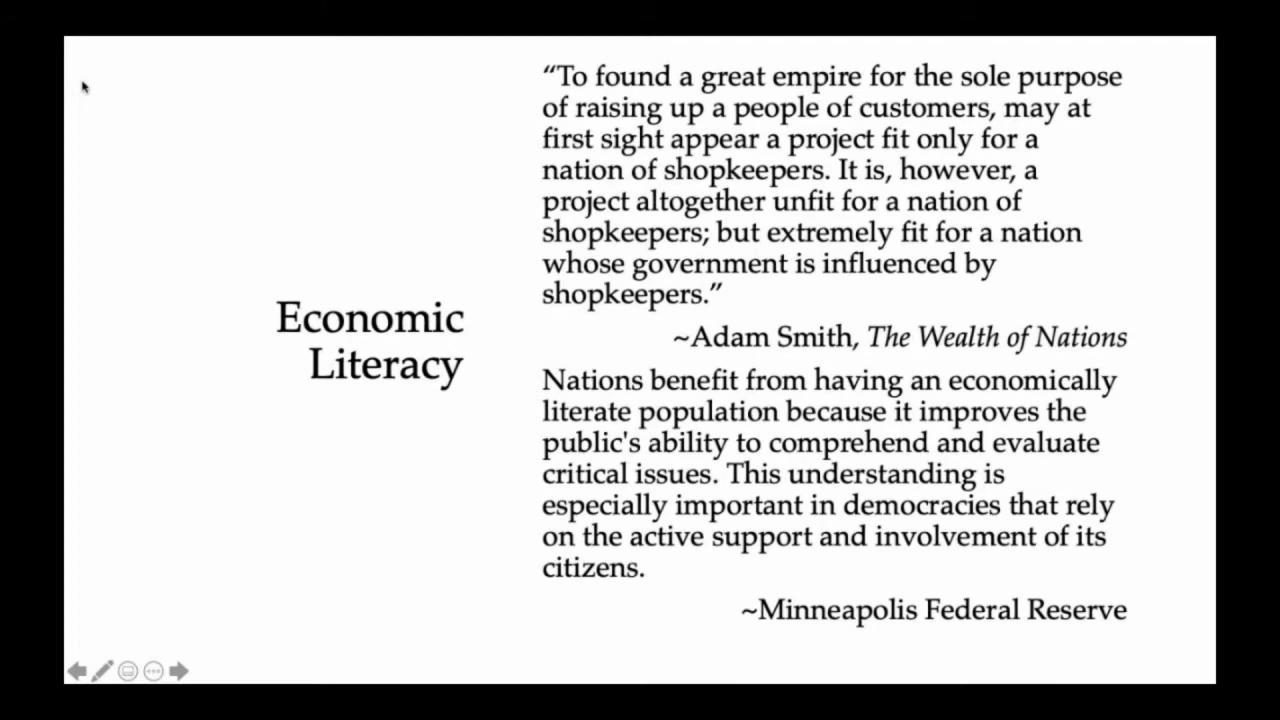 Economic
Literacy
“To found a great empire for the sole purpose
of raising up a people of customers, may at
first sight appear a project fit only for a
nation of shopkeepers. It is, however, a
project altogether unfit for a nation of
shopkeepers; but extremely fit for a nation
whose government is influenced by
shopkeepers.”
~Adam Smith, The Wealth of Nations
Nations benefit from having an economically
literate population because it improves the
public's ability to comprehend and evaluate
critical issues. This understanding is
especially important in democracies that rely
on the active support and involvement of its
citizens.
~Minneapolis Federal Reserve